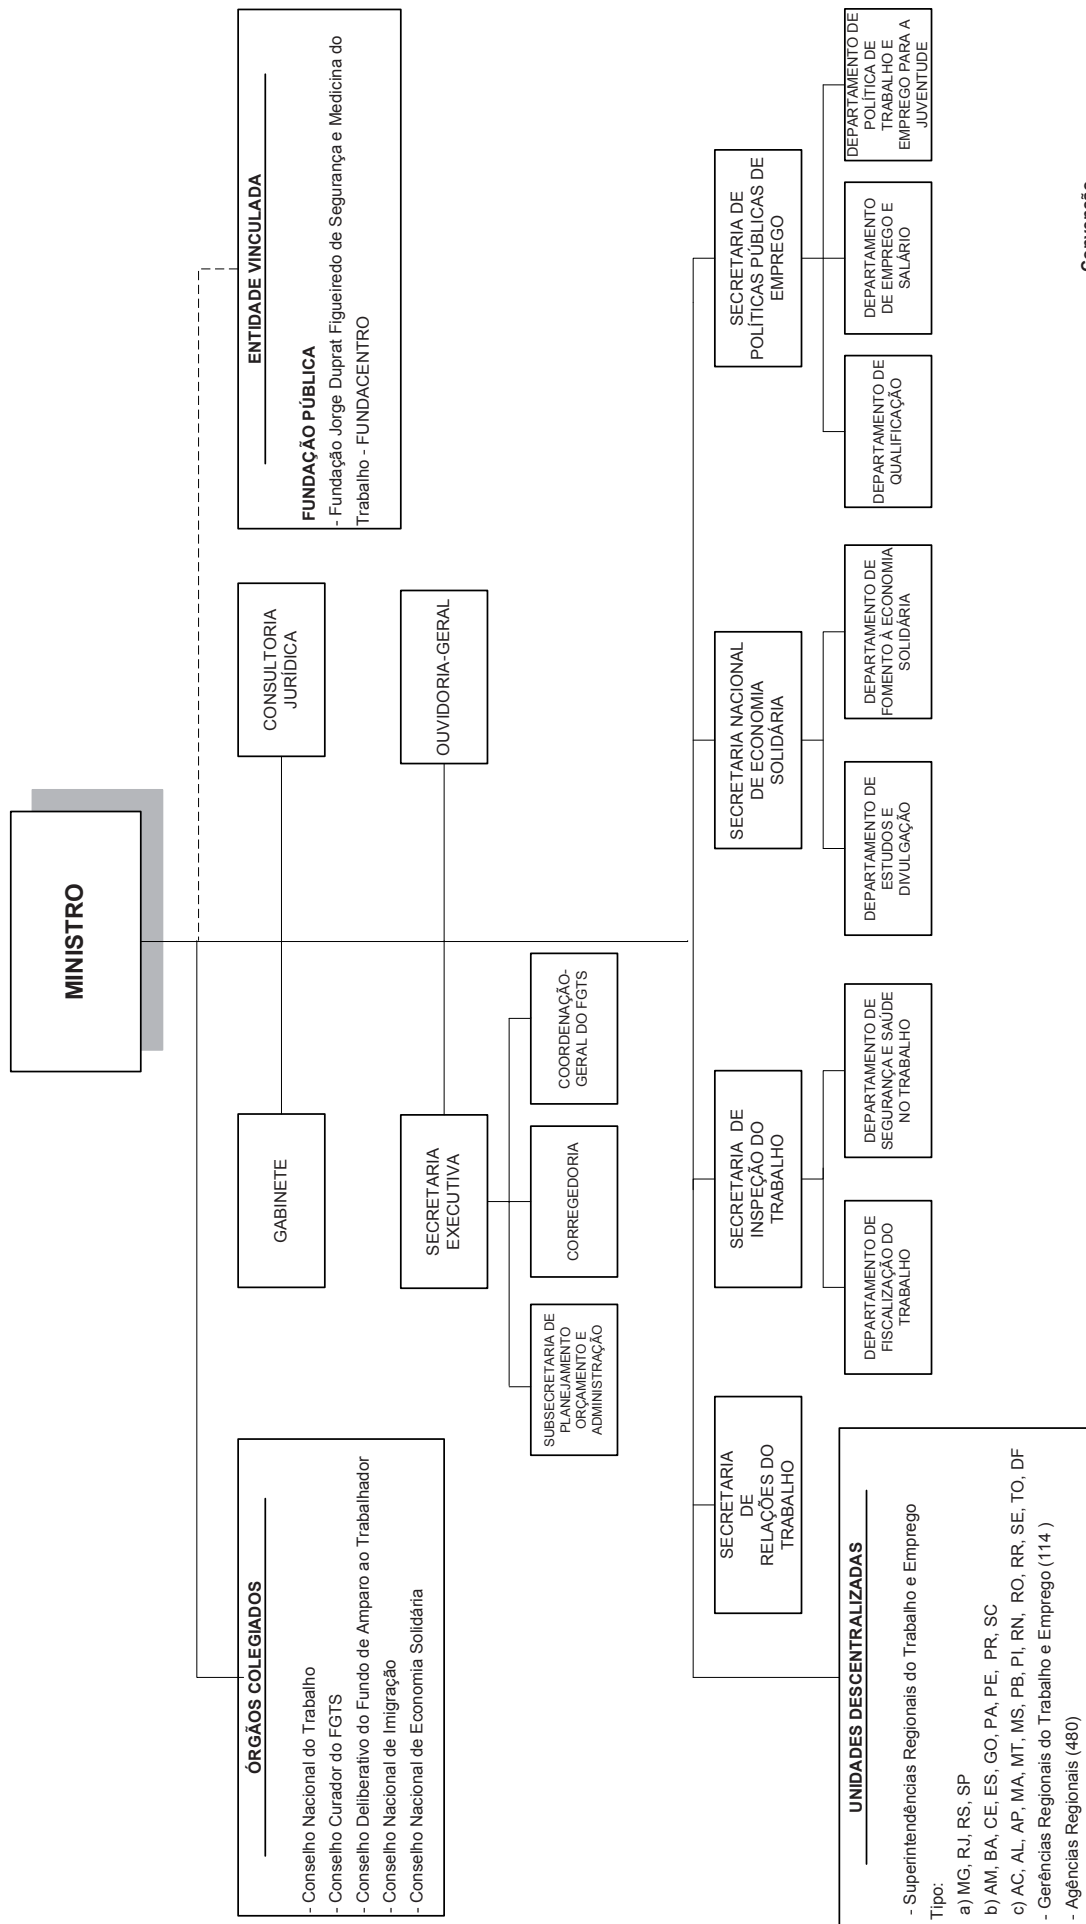 MINISTRO
ÓRGÃOS COLEGIADOS
- Conselho Nacional do Trabalho
- Conselho Curador do FGTS
- Conselho Deliberativo do Fundo de Amparo ao Trabalhador
- Conselho Nacional de Imigração
- Conselho Nacional de Economia Solidária
GABINETE
CONSULTORIA
JURÍDICA
ENTIDADE VINCULADA
FUNDAÇÃO PÚBLICA
- Fundação Jorge Duprat Figueiredo de Segurança e Medicina do
Trabalho - FUNDACENTRO
SECRETARIA
EXECUTIVA
OUVIDORIA-GERAL
SUBSECRETARIA DE
PLANEJAMENTO
ORÇAMENTO E
ADMINISTRAÇÃO
CORREGEDORIA
COORDENAÇÃO-
GERAL DO FGTS
SECRETARIA
DE
RELAÇÕES DO
TRABALHO
SECRETARIA DE
INSPEÇÃO DO
TRABALHO
SECRETARIA NACIONAL
DE ECONOMIA
SOLIDÁRIA
SECRETARIA DE
POLÍTICAS PÚBLICAS DE
EMPREGO
UNIDADES DESCENTRALIZADAS
- Superintendências Regionais do Trabalho e Emprego
Tipo:
a) MG, RJ, RS, SP
b) AM, BA, CE, ES, GO, PA, PE, PR, SC
c) AC, AL, AP, MA, MT, MS, PB, PI, RN, RO, RR, SE, TO, DF
- Gerências Regionais do Trabalho e Emprego (114 )
- Agências Regionais (480)
DEPARTAMENTO DE
FISCALIZAÇÃO DO
TRABALHO
DEPARTAMENTO DE
SEGURANÇA E SAÚDE
NO TRABALHO
DEPARTAMENTO DE
ESTUDOS E
DIVULGAÇÃO
DEPARTAMENTO DE
FOMENTO À ECONOMIA
SOLIDÁRIA
DEPARTAMENTO DE
QUALIFICAÇÃO
DEPARTAMENTO
DE EMPREGO E
SALÁRIO
DEPARTAMENTO DE
POLÍTICA DE
TRABALHO E
EMPREGO PARA A
JUVENTUDE
Convenção